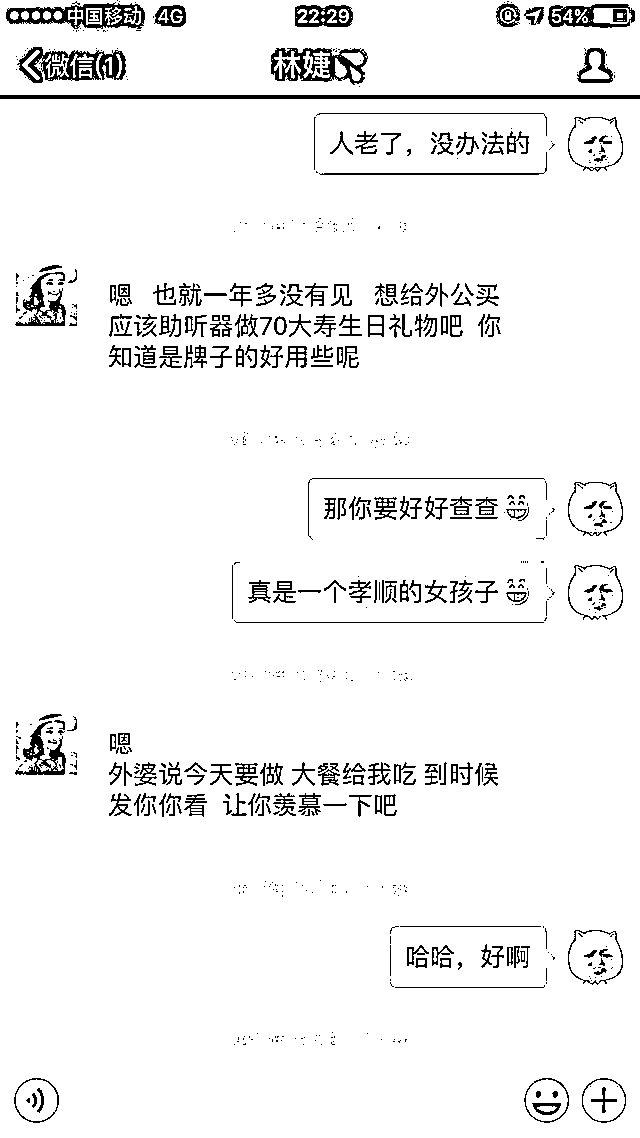 中国移动 4G 22:29 54%
微信(1) 林婕
人老了，没办法的
嗯 也就一年多没有见 想给外公买
应该助听器做70大寿生日礼物吧 你
知道是牌子的好用些呢
那你要好好查查
真是一个孝顺的女孩子
嗯
外婆说今天要做 大餐给我吃 到时候
发你你看 让你羡慕一下吧
哈哈，好啊